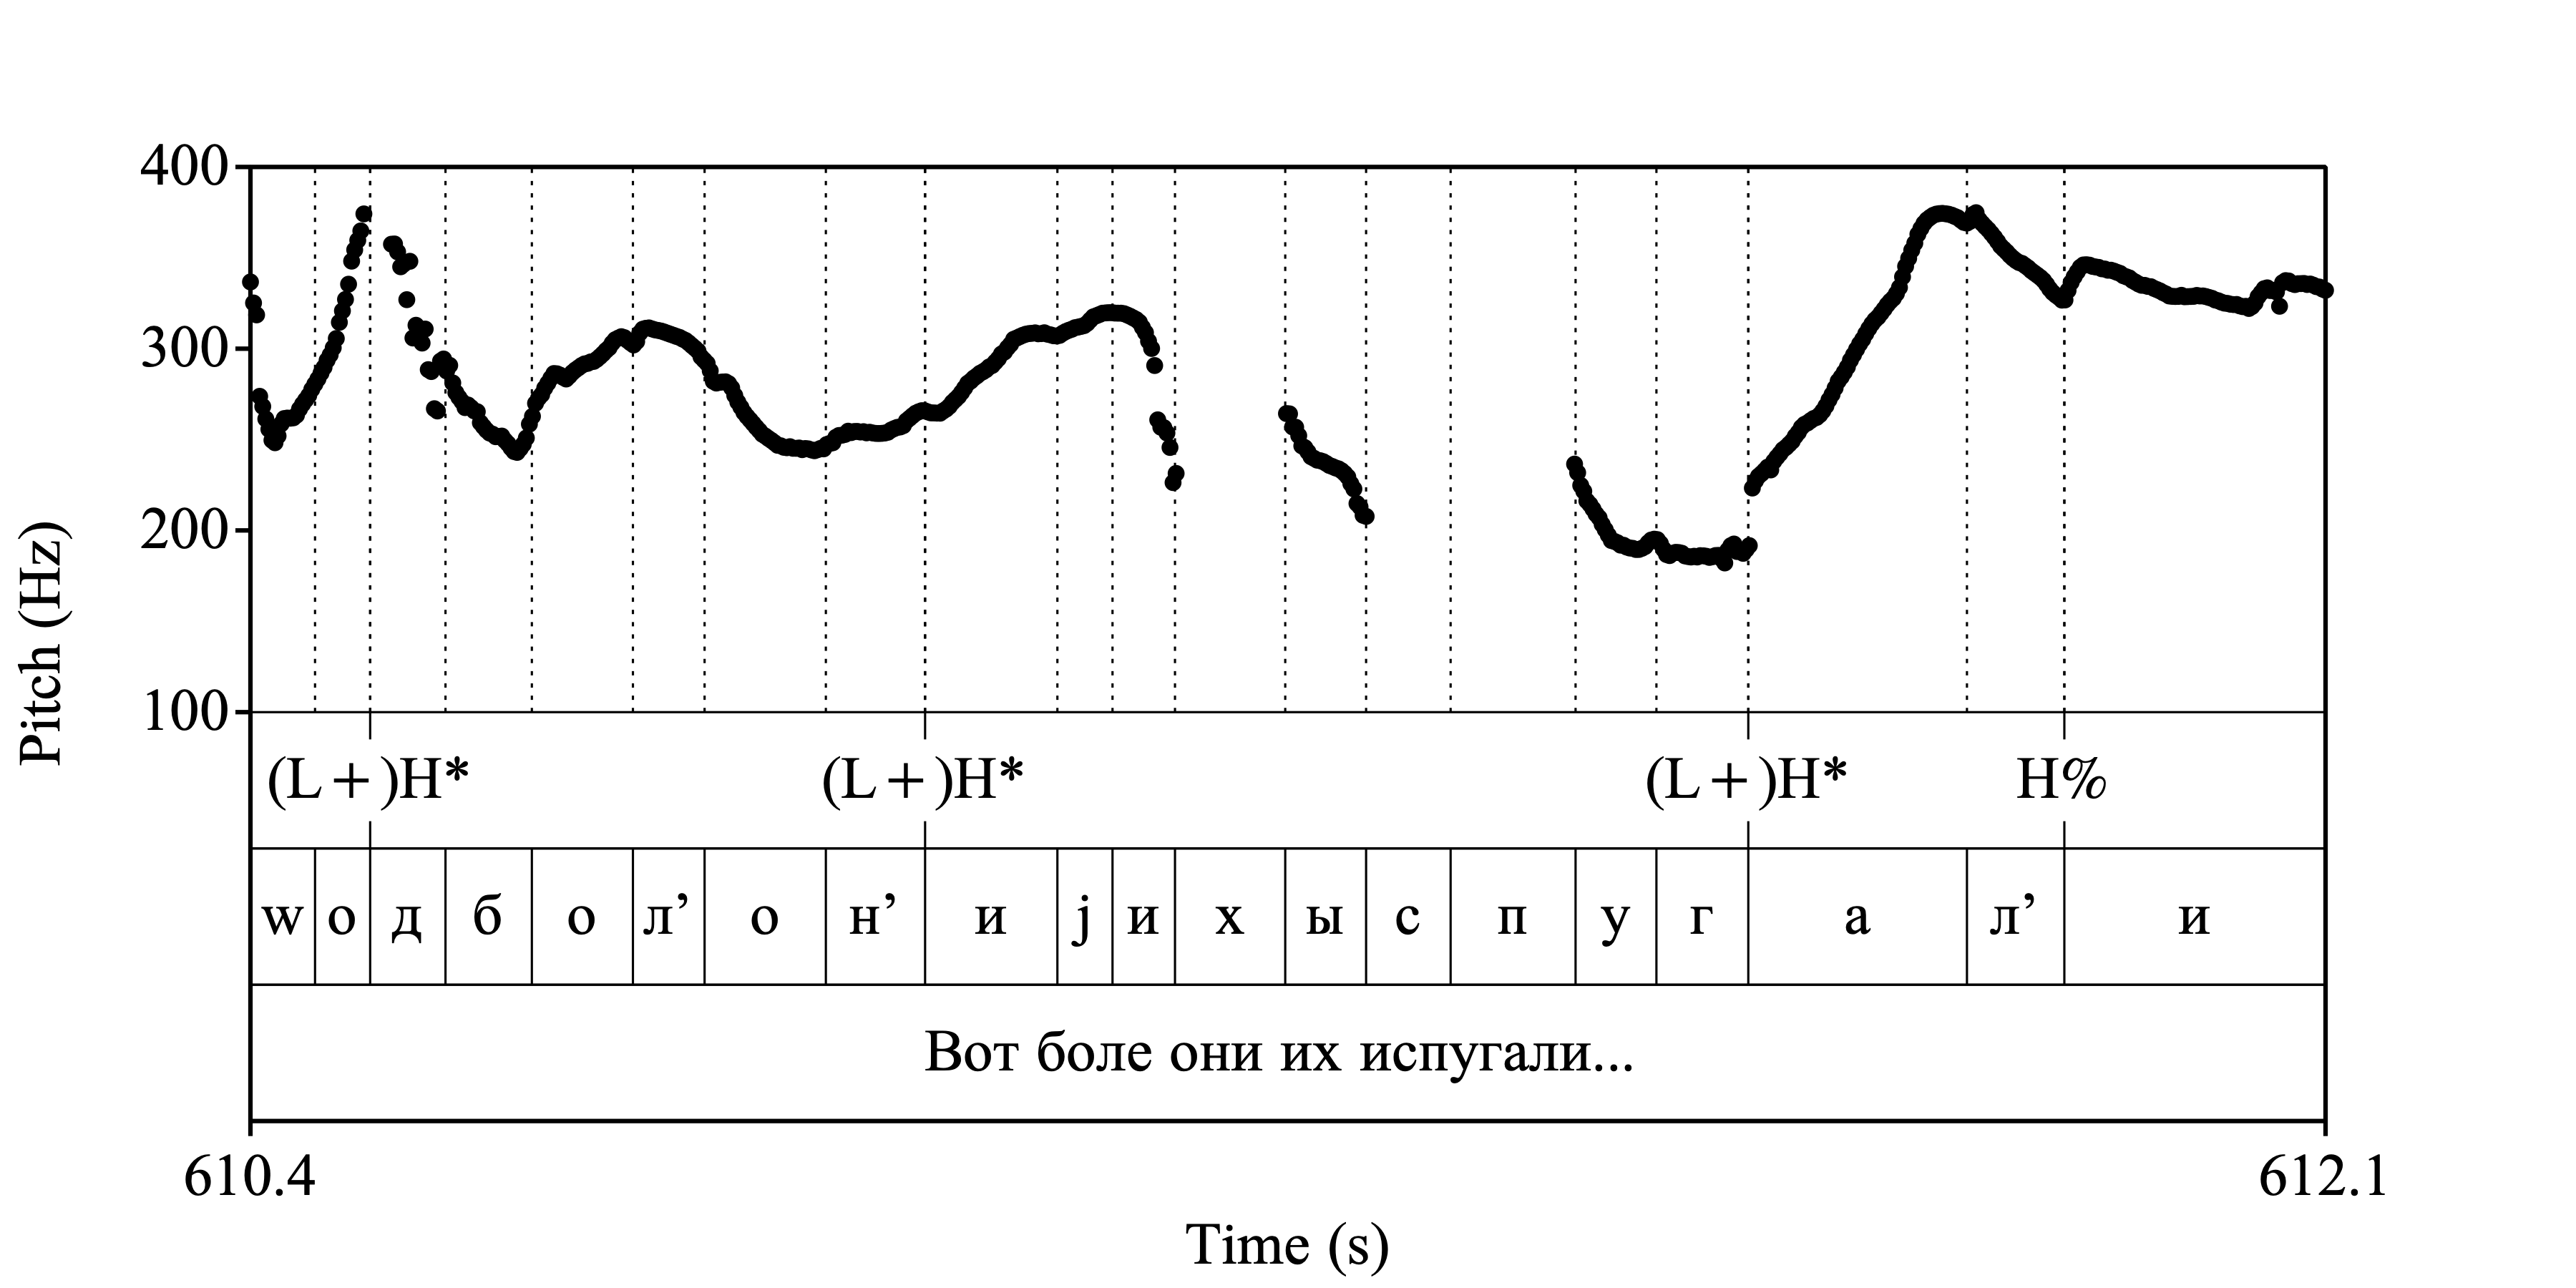 400
300
200
100
Pitch (Hz)
(L+)H* (L+)H* (L+)H* H%
w о д б о л’ о н’ и j и х ы с п у г а л’ и
Вот боле они их испугали...
610.4 612.1
Time (s)